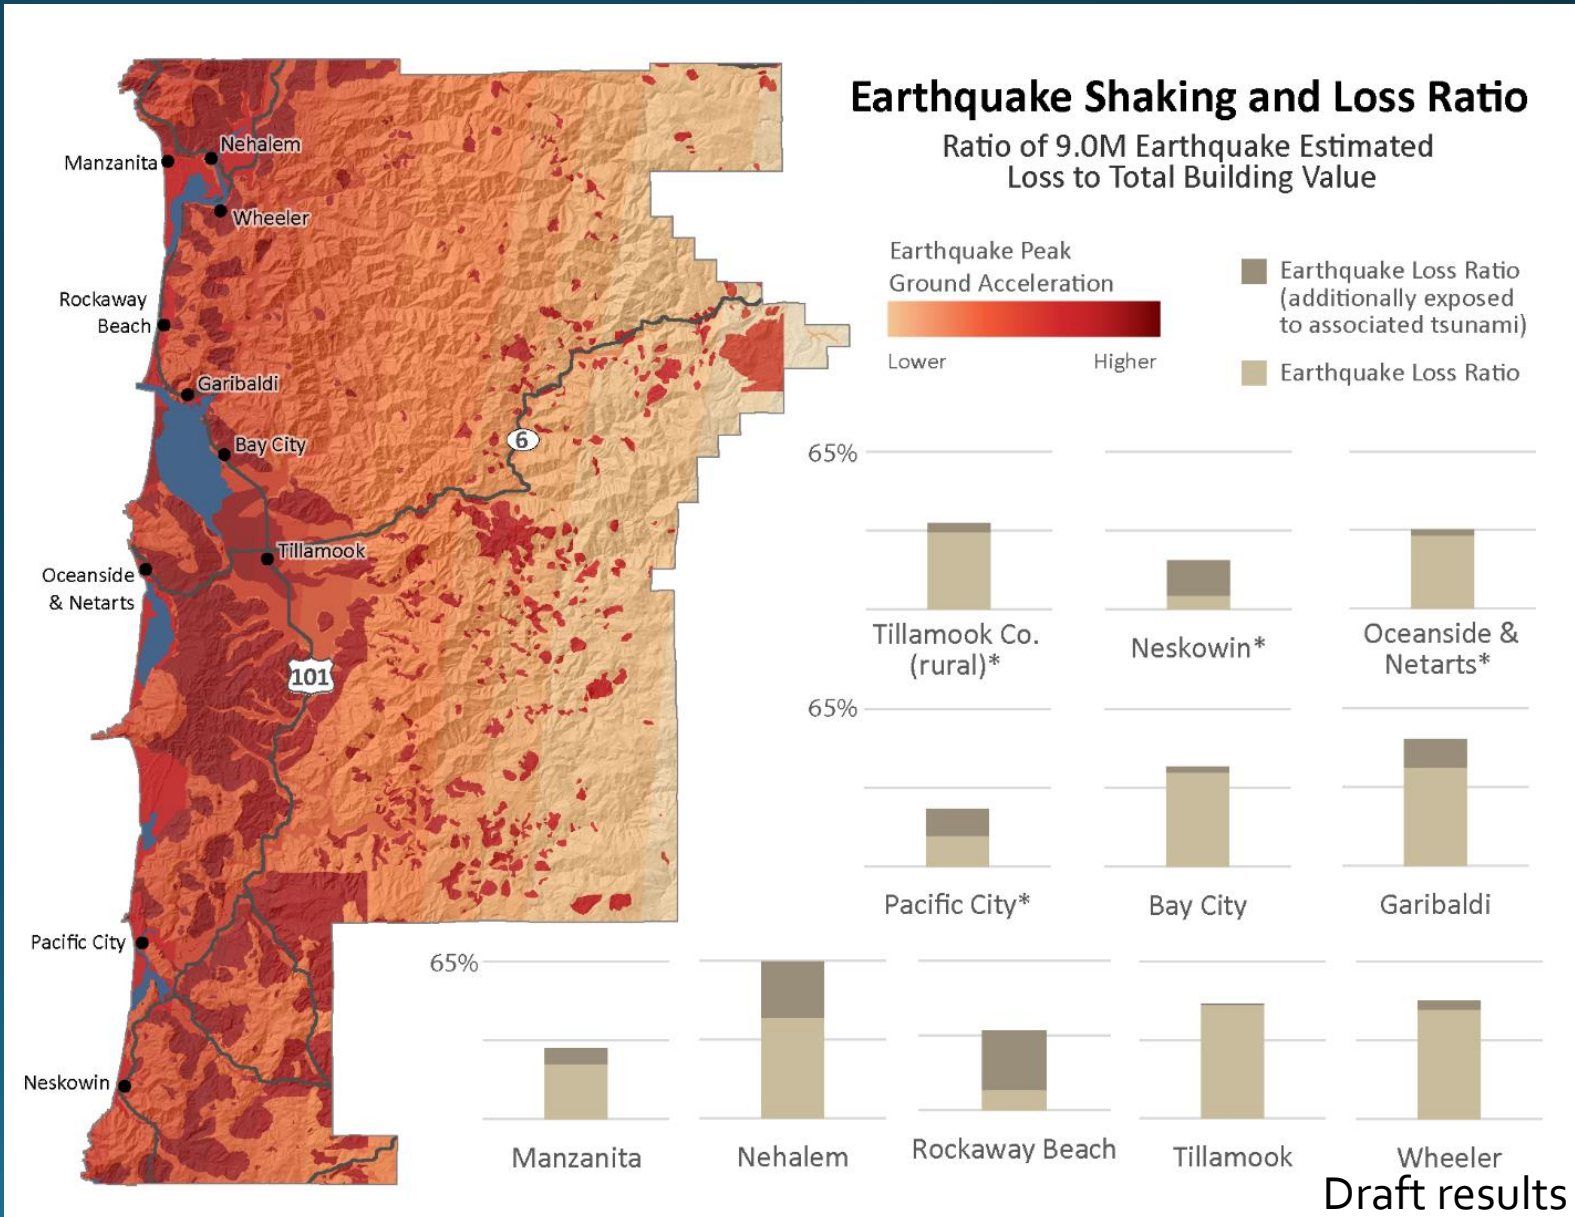 Earthquake Shaking and Loss Ratio
Ratio of 9.0M Earthquake Estimated
Loss to Total Building Value
Earthquake Peak
Ground Acceleration
Lower
Higher
Earthquake Loss Ratio
(additionally exposed
to associated tsunami)
Earthquake Loss Ratio
Manzanita
Nehalem
Wheeler
Rockaway
Beach
Garibaldi
Bay City
6
Tillamook
Oceanside
& Netarts
101
Pacific City
Neskowin
65%
Tillamook Co.
(rural)*
Neskowin*
Oceanside &
Netarts*
65%
Pacific City*
Bay City
Garibaldi
65%
Manzanita
Nehalem
Rockaway Beach
Tillamook
Wheeler
Draft results